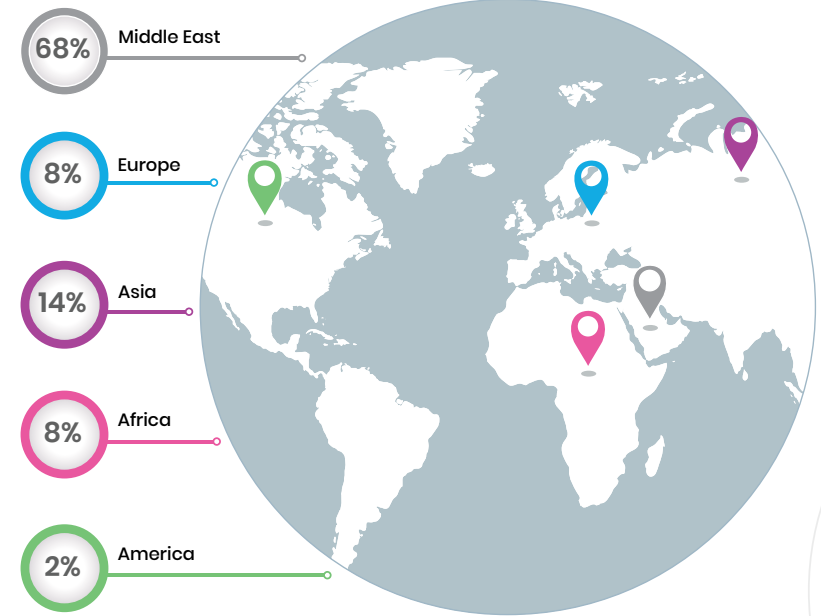 68%
Middle East
8%
Europe
14%
Asia
8%
Africa
2%
America